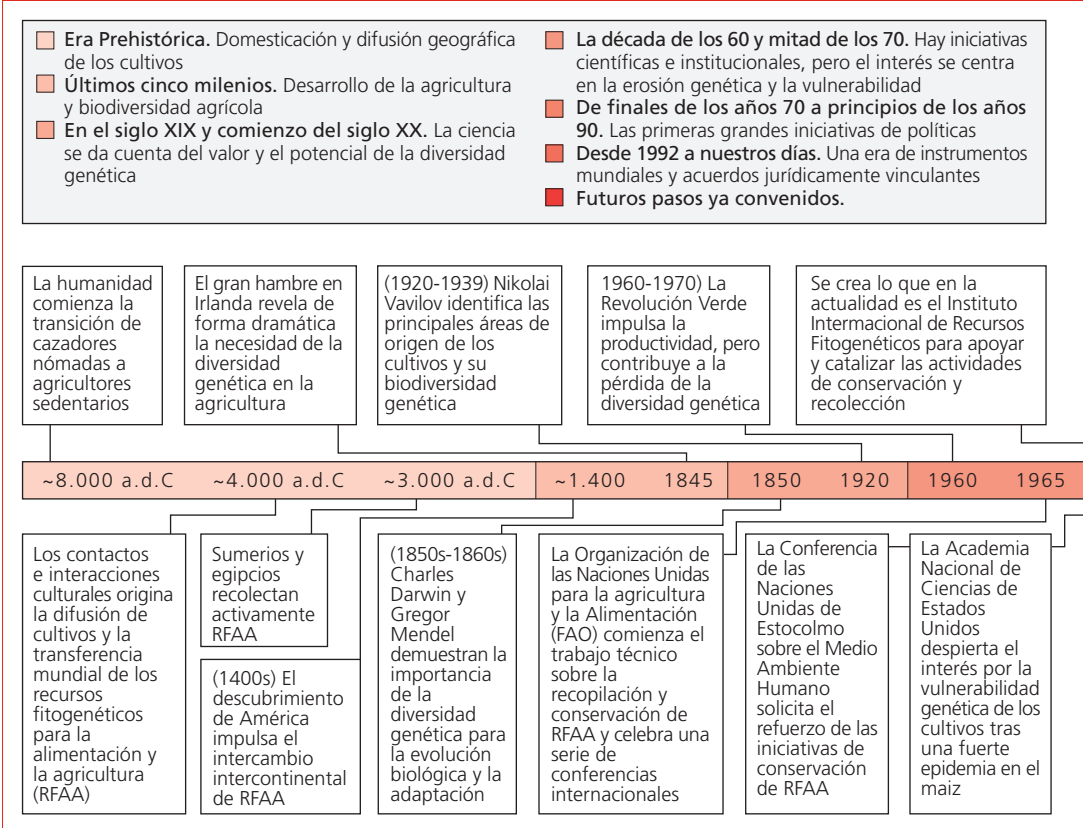 Era Prehistórica. Domesticación y difusión geográfica
de los cultivos
Últimos cinco milenios. Desarrollo de la agricultura
y biodiversidad agrícola
En el siglo XIX y comienzo del siglo XX. La ciencia
se da cuenta del valor y el potencial de la diversidad
genética
La década de los 60 y mitad de los 70. Hay iniciativas
científicas e institucionales, pero el interés se centra
en la erosión genética y la vulnerabilidad
De finales de los años 70 a principios de los años
90. Las primeras grandes iniciativas de políticas
Desde 1992 a nuestros días. Una era de instrumentos
mundiales y acuerdos jurídicamente vinculantes
Futuros pasos ya convenidos.
La humanidad
comienza la
transición de
cazadores
nómadas a
agricultores
sedentarios
El gran hambre en
Irlanda revela de
forma dramática
la necesidad de la
diversidad
genética en la
agricultura
(1920-1939) Nikolai
Vavilov identifica las
principales áreas de
origen de los
cultivos y su
biodiversidad
genética
1960-1970) La
Revolución Verde
impulsa la
productividad, pero
contribuye a la
pérdida de la
diversidad genética
Se crea lo que en la
actualidad es el Instituto
Intermacional de Recursos
Fitogenéticos para apoyar
y catalizar las actividades
de conservación y
recolección
~8.000 a.d.C ~4.000 a.d.C ~3.000 a.d.C ~1.400 1845 1850 1920 1960 1965
Los contactos
e interacciones
culturales origina
la difusión de
cultivos y la
transferencia
mundial de los
recursos
fitogenéticos
para la
alimentación y
la agricultura
(RFAA)
Sumerios y
egipcios
recolectan
activamente
RFAA
(1400s) El
descubrimiento
de América
impulsa el
intercambio
intercontinental
de RFAA
(1850s-1860s)
Charles
Darwin y
Gregor
Mendel
demuestran la
importancia
de la
diversidad
genética para
la evolución
biológica y la
adaptación
La Organización de
las Naciones Unidas
para la agricultura
y la Alimentación
(FAO) comienza el
trabajo técnico
sobre la
recopilación y
conservación de
RFAA y celebra una
serie de
conferencias
internacionales
La Conferencia
de las
Naciones
Unidas de
Estocolmo
sobre el Medio
Ambiente
Humano
solicita el
refuerzo de las
iniciativas de
conservación
de RFAA
La Academia
Nacional de
Ciencias de
Estados
Unidos
despierta el
interés por la
vulnerabilidad
genética de los
cultivos tras
una fuerte
epidemia en el
maiz